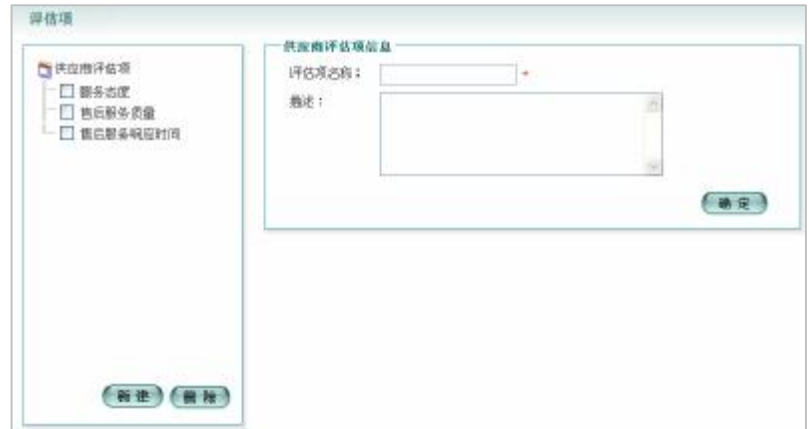 评估项
供应商评估项
服务态度
售后服务质量
售后服务响应时间
新 建
删 除
供应商评估项信息
评估项名称：
*
描述：
确 定